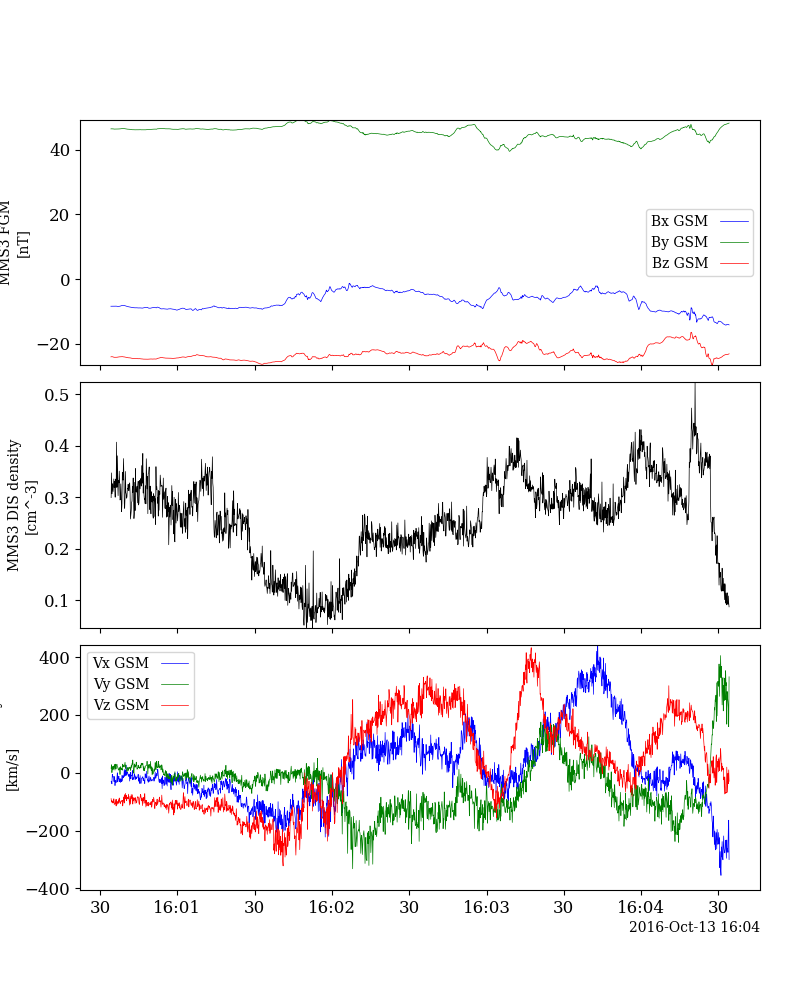 40
20
0
−20
MMS3 FGM
[nT]
Bx GSM
By GSM
Bz GSM
0.5
0.4
0.3
0.2
0.1
MMS3 DIS density
[cm^-3]
400
200
0
−200
−400
[km/s]
Vx GSM
Vy GSM
Vz GSM
30 16:01 30 16:02 30 16:03 30 16:04 30
2016-Oct-13 16:04